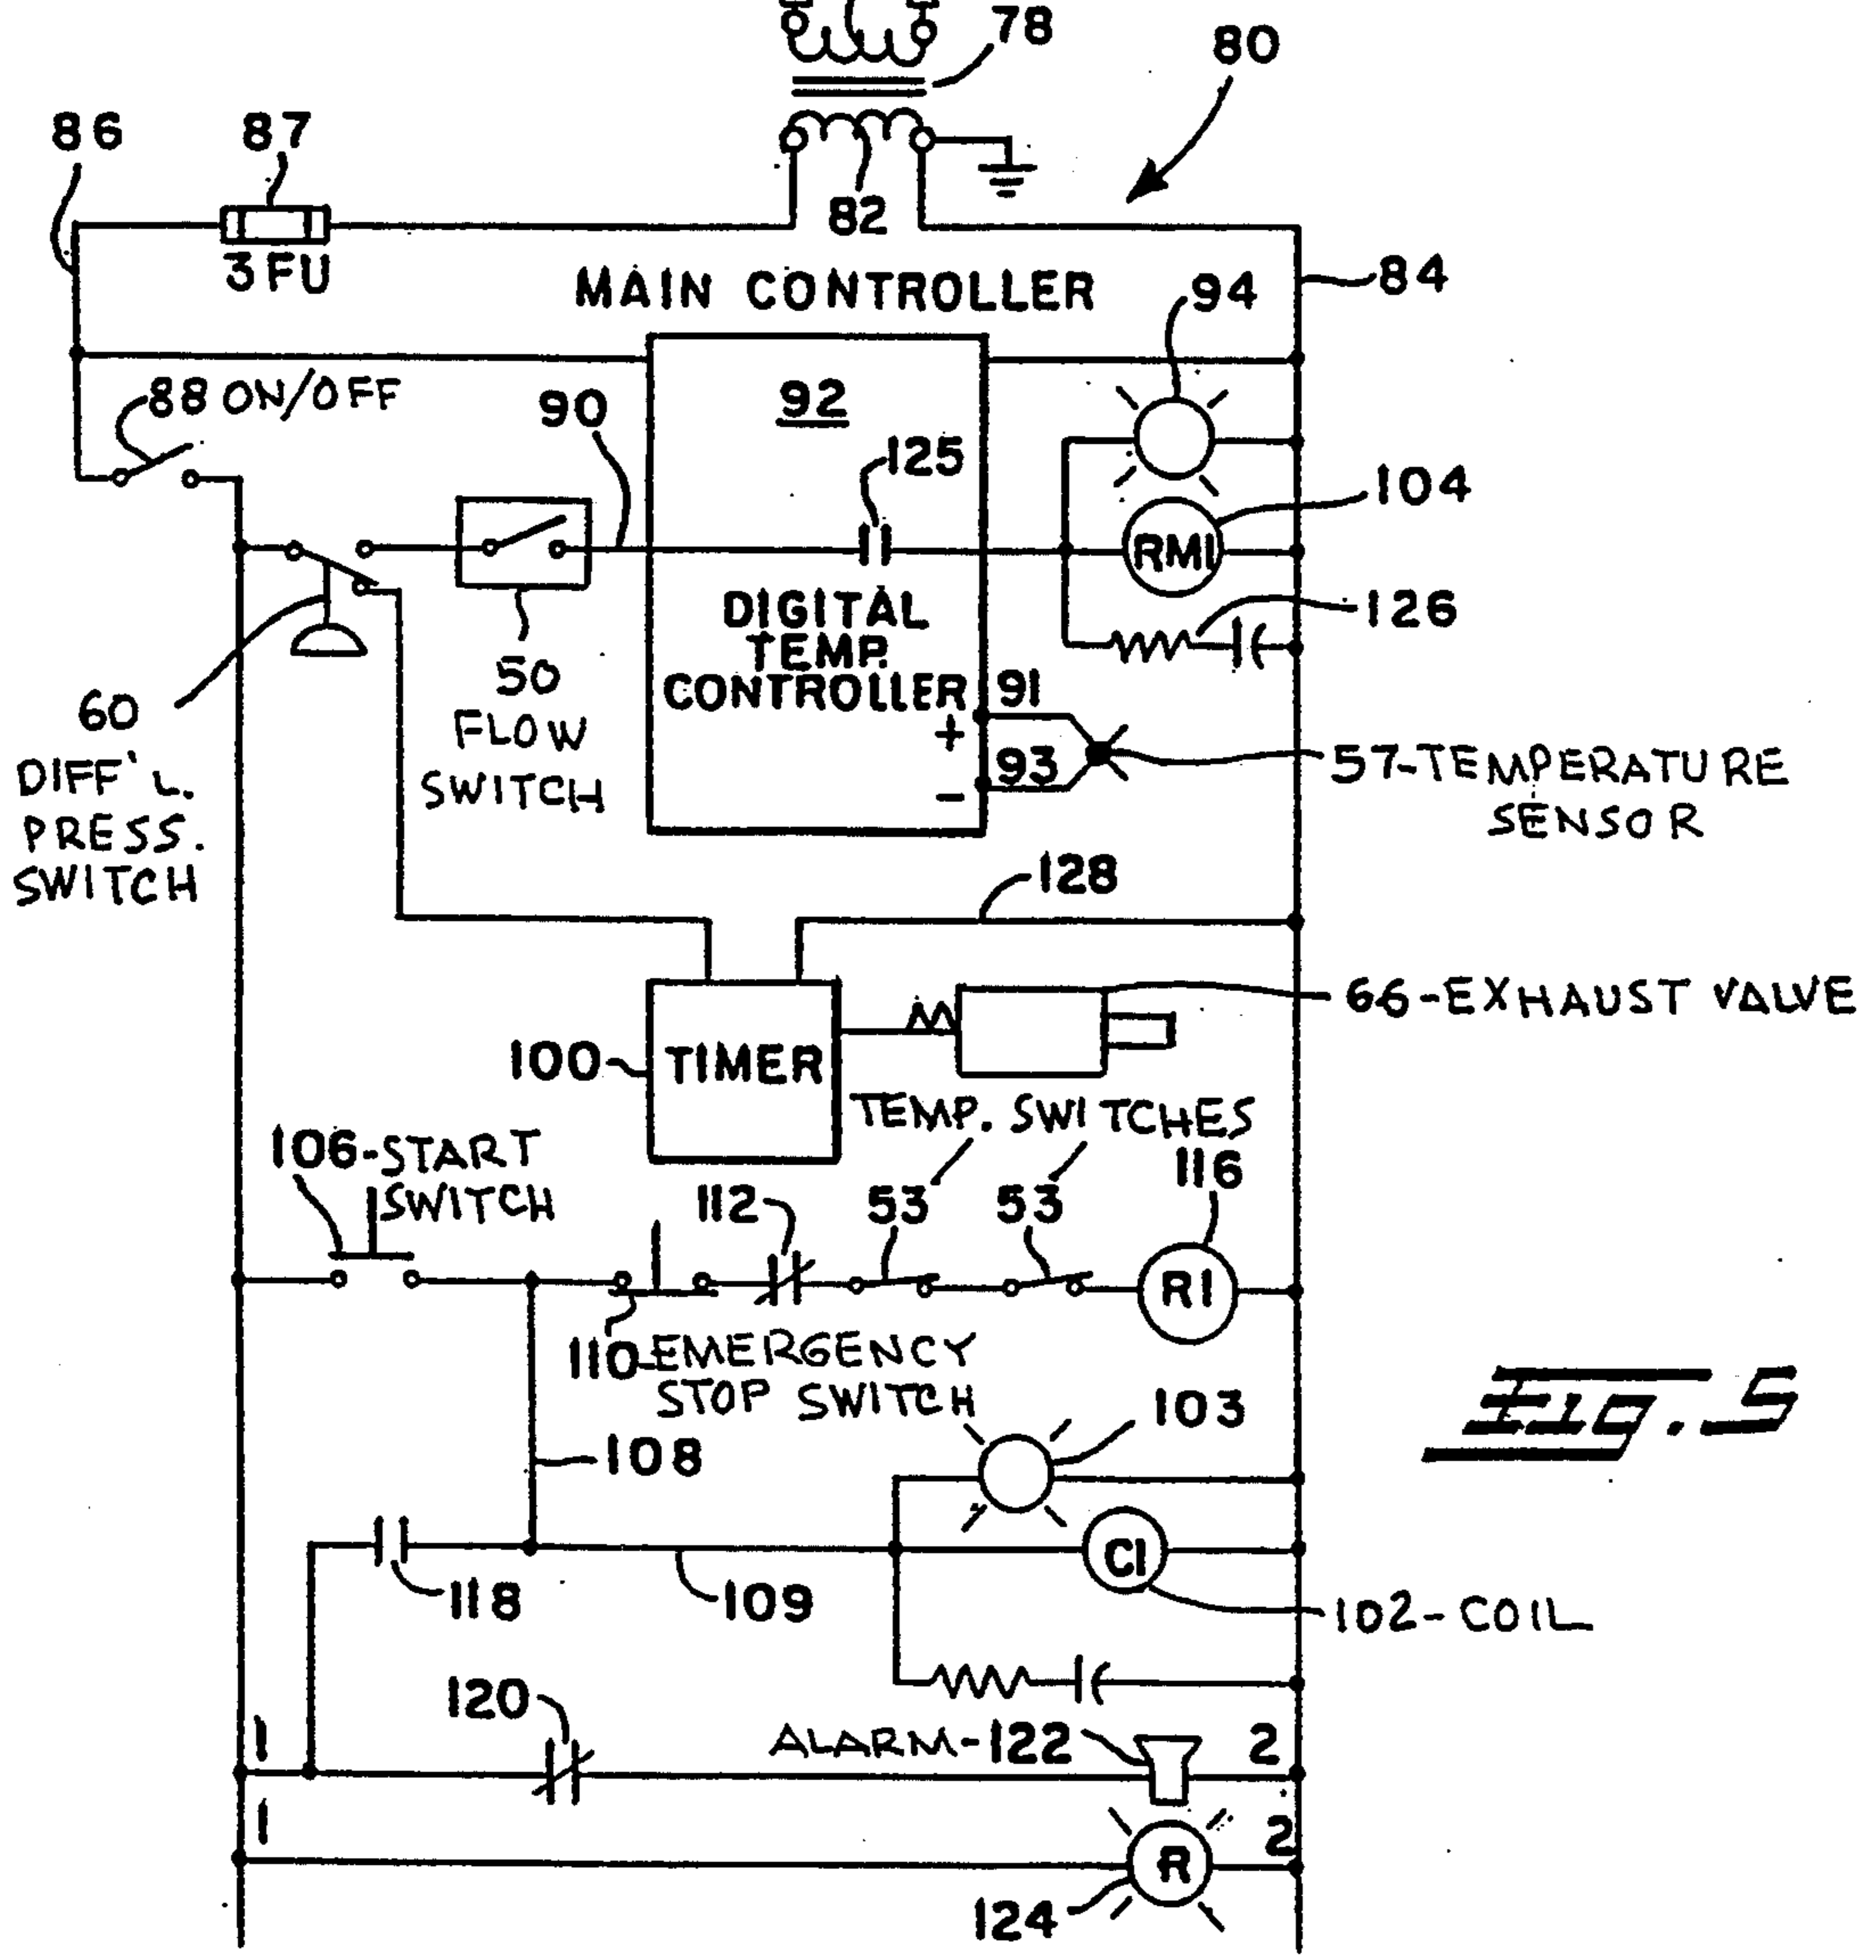 78
80
86
87
82
3FU
MAIN CONTROLLER
84
94
88 ON/OFF
90
92
125
104
RM1
DIGITAL
TEMP.
CONTROLLER
126
60
DIFF'L.
PRESS.
SWITCH
50
FLOW
SWITCH
91
+
93
-
57-TEMPERATURE
SENSOR
128
66-EXHAUST VALVE
100
TIMER
TEMP. SWITCHES
106-START
SWITCH
112
53
53
116
R1
110-EMERGENCY
STOP SWITCH
103
108
FIG. 5
C1
118
109
102-COIL
120
1
ALARM-122
2
1
2
R
124